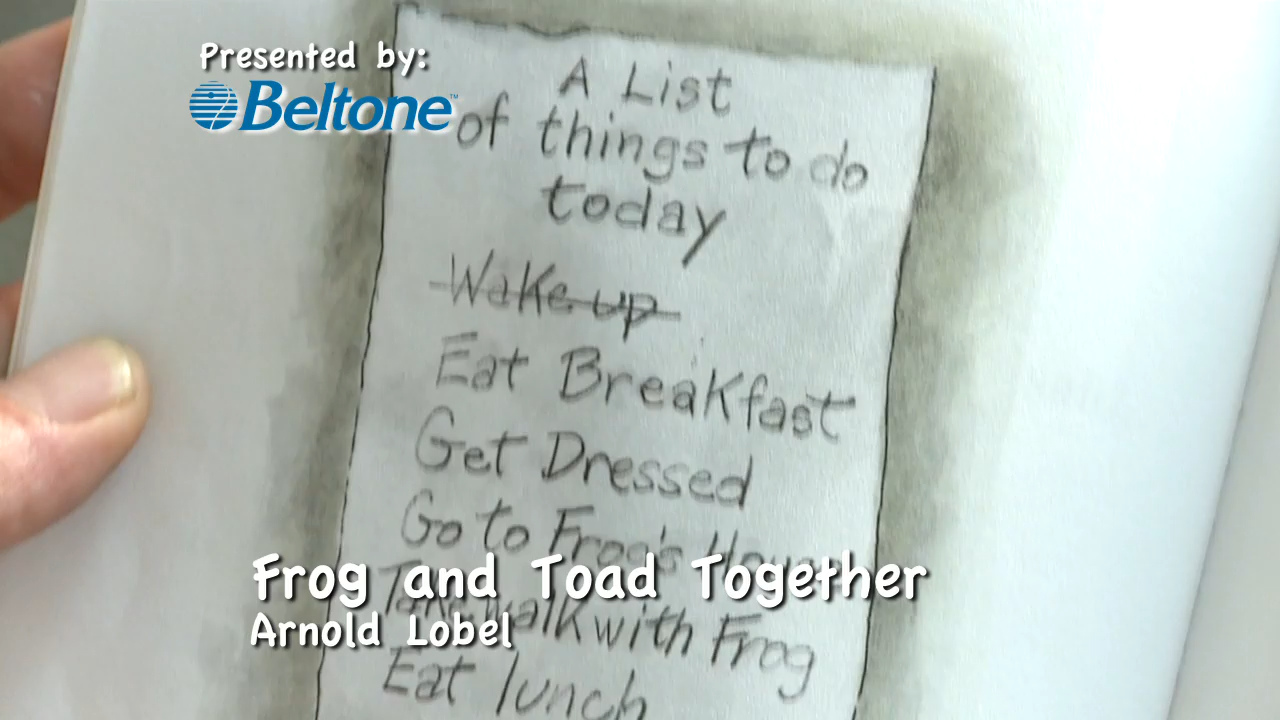 Presented by:
Beltone™
A List
of things to do
today
Wake up
Eat Breakfast
Get Dressed
Go to Frog's House
Take walk with Frog
Eat lunch
Frog and Toad Together
Arnold Lobel